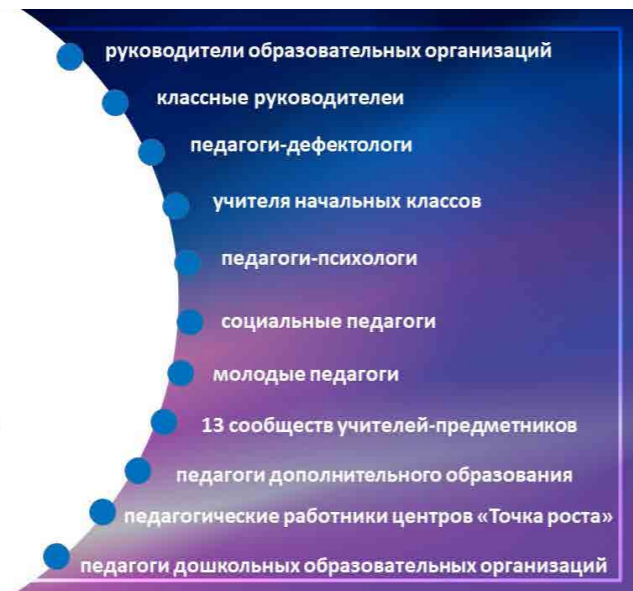 руководители образовательных организаций
классные руководителеи
педагоги-дефектологи
учителя начальных классов
педагоги-психологи
социальные педагоги
молодые педагоги
13 сообществ учителей-предметников
педагоги дополнительного образования
педагогические работники центров «Точка роста»
педагоги дошкольных образовательных организаций